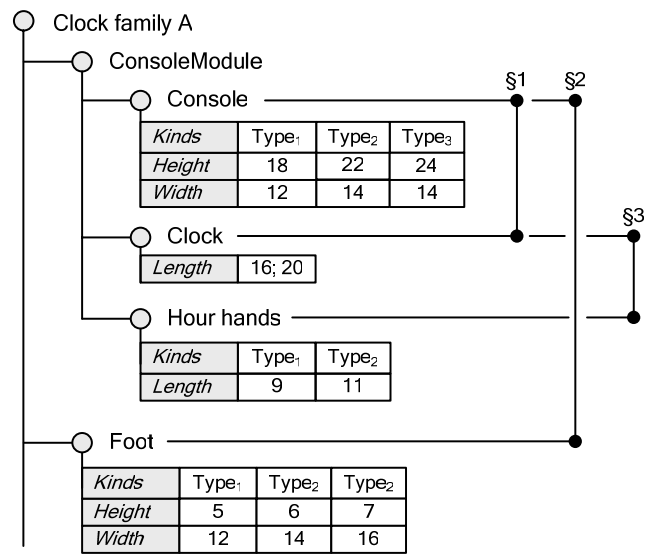 Clock family A
ConsoleModule
§1 §2
Console
Kinds Type₁ Type₂ Type₃
Height 18 22 24
Width 12 14 14
§3
Clock
Length 16; 20
Hour hands
Kinds Type₁ Type₂
Length 9 11
Foot
Kinds Type₁ Type₂ Type₂
Height 5 6 7
Width 12 14 16